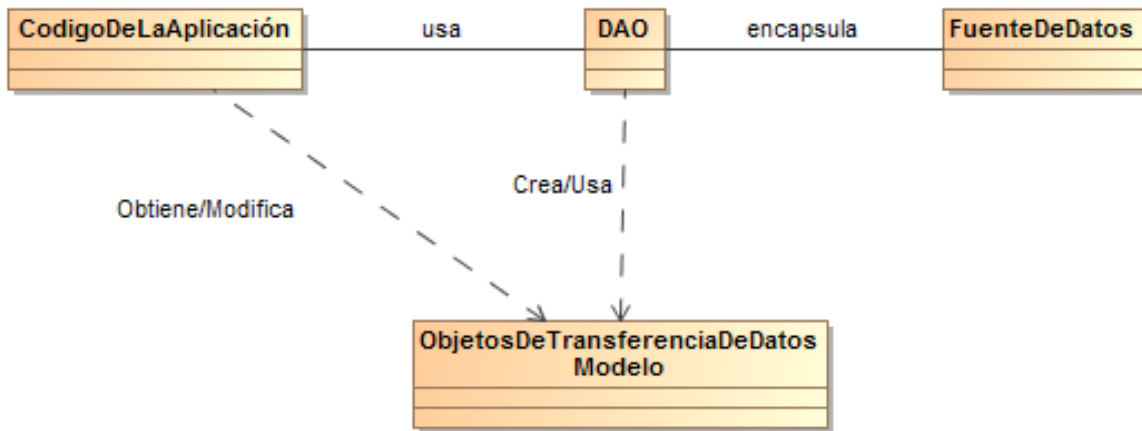 CodigoDeLaAplicación
usa
DAO
encapsula
FuenteDeDatos
Crea/Usa
Obtiene/Modifica
ObjetosDeTransferenciaDeDatos
Modelo